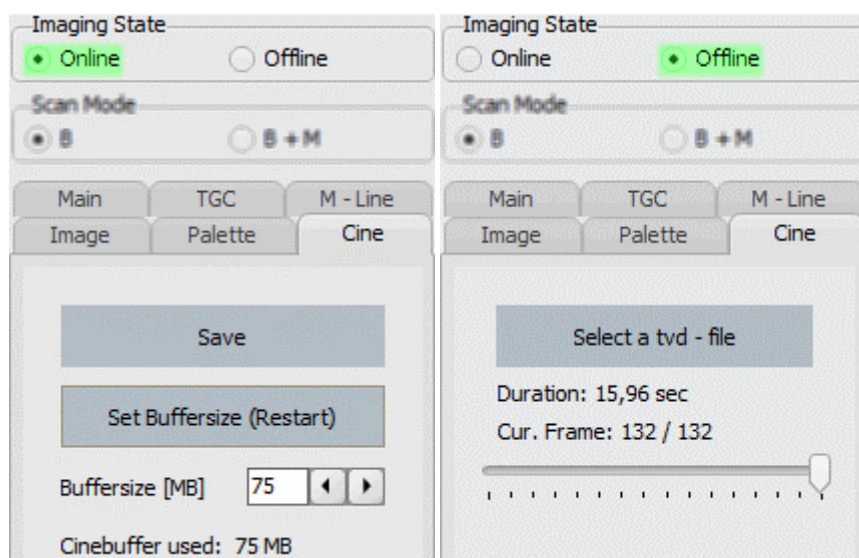 Imaging State
Online Offline
Scan Mode
B B + M
Main TGC M - Line
Image Palette Cine
Save
Set Buffersize (Restart)
Buffersize [MB] 75
Cinebuffer used: 75 MB
Imaging State
Online Offline
Scan Mode
B B + M
Main TGC M - Line
Image Palette Cine
Select a tvd - file
Duration: 15,96 sec
Cur. Frame: 132 / 132